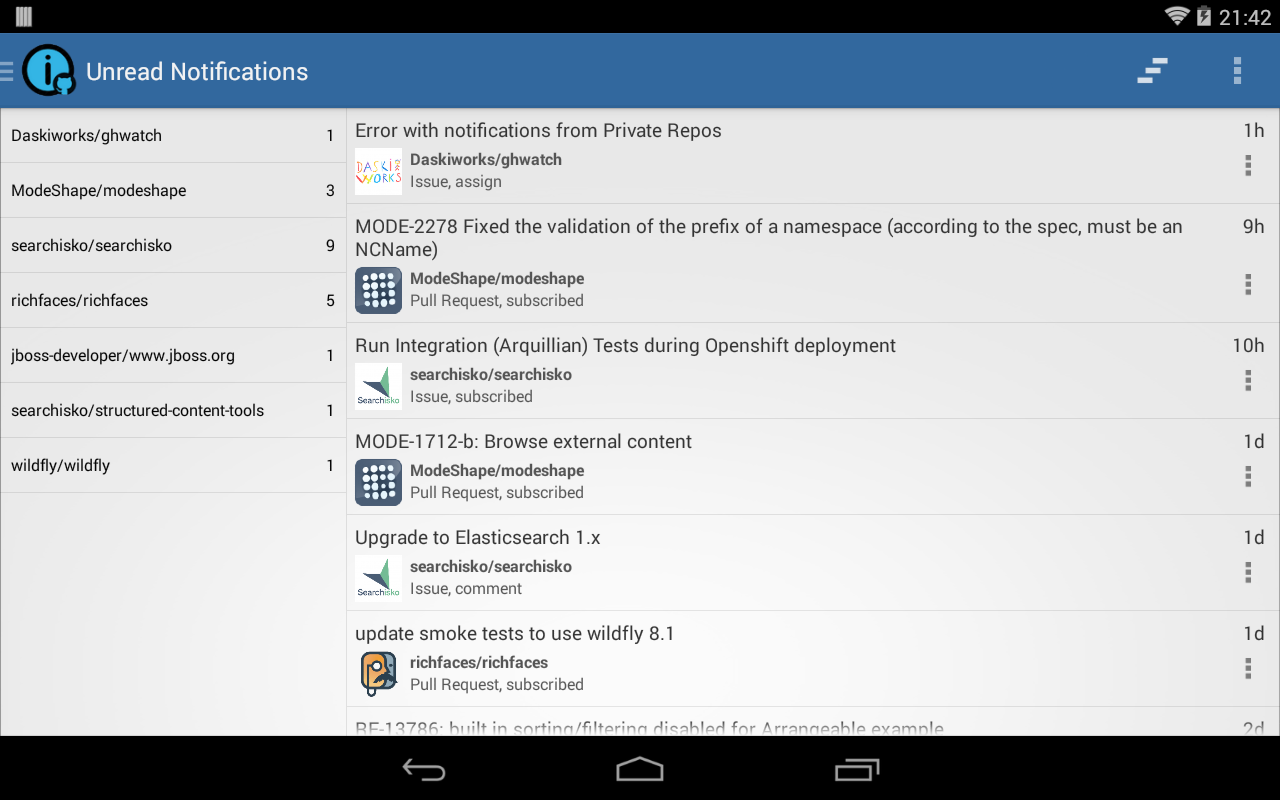 21:42
Unread Notifications
Daskiworks/ghwatch 1
ModeShape/modeshape 3
searchisko/searchisko 9
richfaces/richfaces 5
jboss-developer/www.jboss.org 1
searchisko/structured-content-tools 1
wildfly/wildfly 1
Error with notifications from Private Repos 1h
DASKI
WORKS
Daskiworks/ghwatch
Issue, assign
MODE-2278 Fixed the validation of the prefix of a namespace (according to the spec, must be an 9h
NCName)
ModeShape/modeshape
Pull Request, subscribed
Run Integration (Arquillian) Tests during Openshift deployment 10h
searchisko/searchisko
Issue, subscribed
Searchisko
MODE-1712-b: Browse external content 1d
ModeShape/modeshape
Pull Request, subscribed
Upgrade to Elasticsearch 1.x 1d
searchisko/searchisko
Issue, comment
Searchisko
update smoke tests to use wildfly 8.1 1d
richfaces/richfaces
Pull Request, subscribed
RF-13786: built in sorting/filtering disabled for Arrangeable example 2d